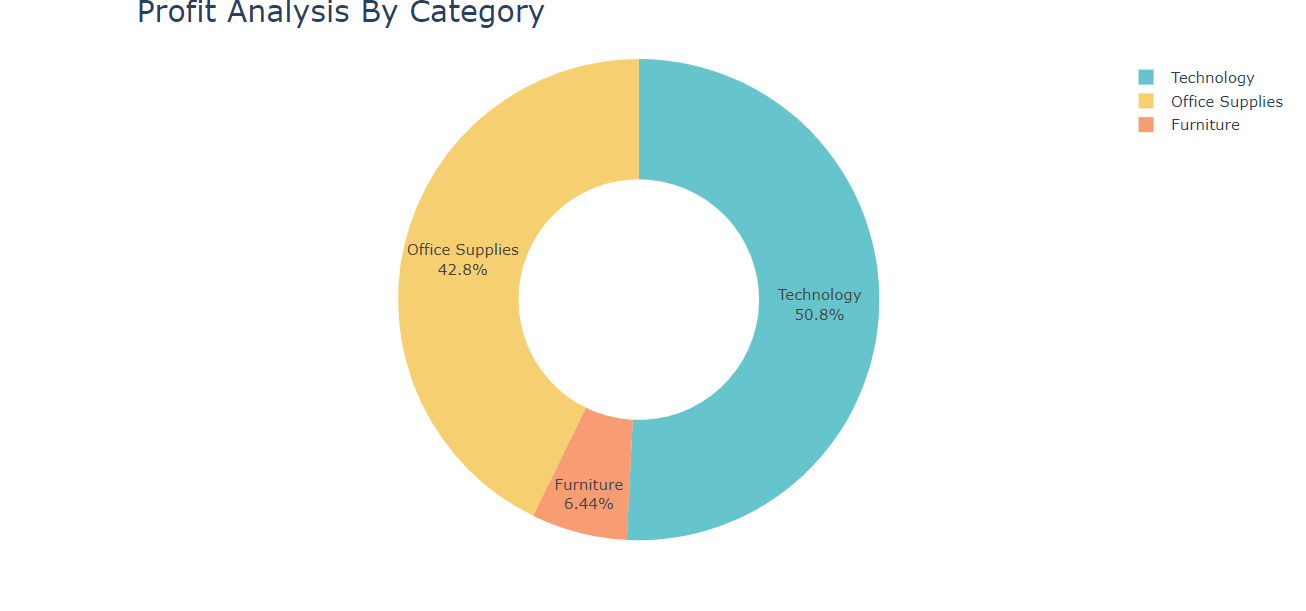 Profit Analysis By Category
Technology
Office Supplies
Furniture
Office Supplies
42.8%
Technology
50.8%
Furniture
6.44%